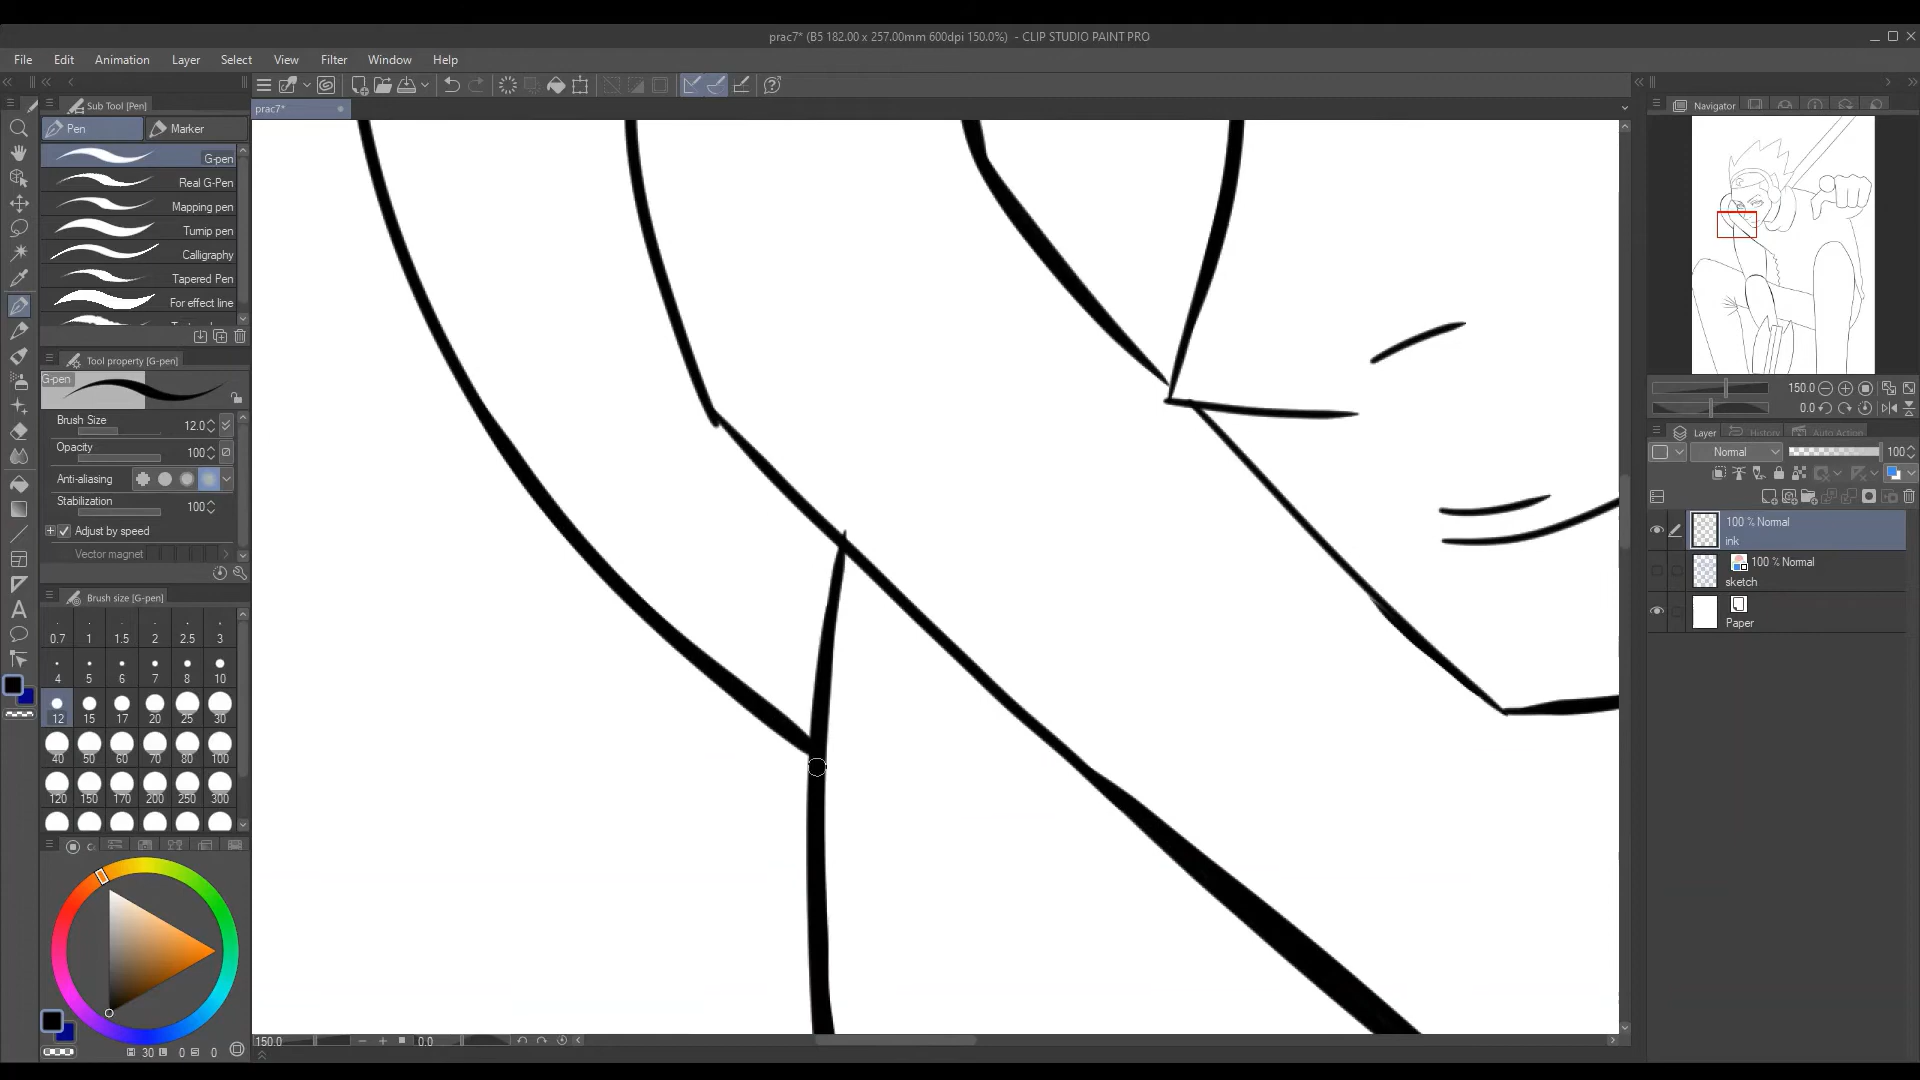 prac7* (B5 182.00 x 257.00mm 600dpi 150.0%)  - CLIP STUDIO PAINT PRO
File Edit Animation Layer Select View Filter Window Help
Sub Tool [Pen]
Pen Marker
G-pen
Real G-Pen
Mapping pen
Turnip pen
Calligraphy
Tapered Pen
For effect line
Tool property [G-pen]
G-pen
Brush Size 12.0
Opacity 100
Anti-aliasing
Stabilization 100
Adjust by speed
Vector magnet
Brush size [G-pen]
0.7 1 1.5 2 2.5 3
4 5 6 7 8 10
12 15 17 20 25 30
40 50 60 70 80 100
120 150 170 200 250 300
H 30 L 0 S 0
prac7*
150.0 0.0
Navigator
150.0
0.0
Layer History Auto Action
Normal 100
100 % Normal
ink
100 % Normal
sketch
Paper